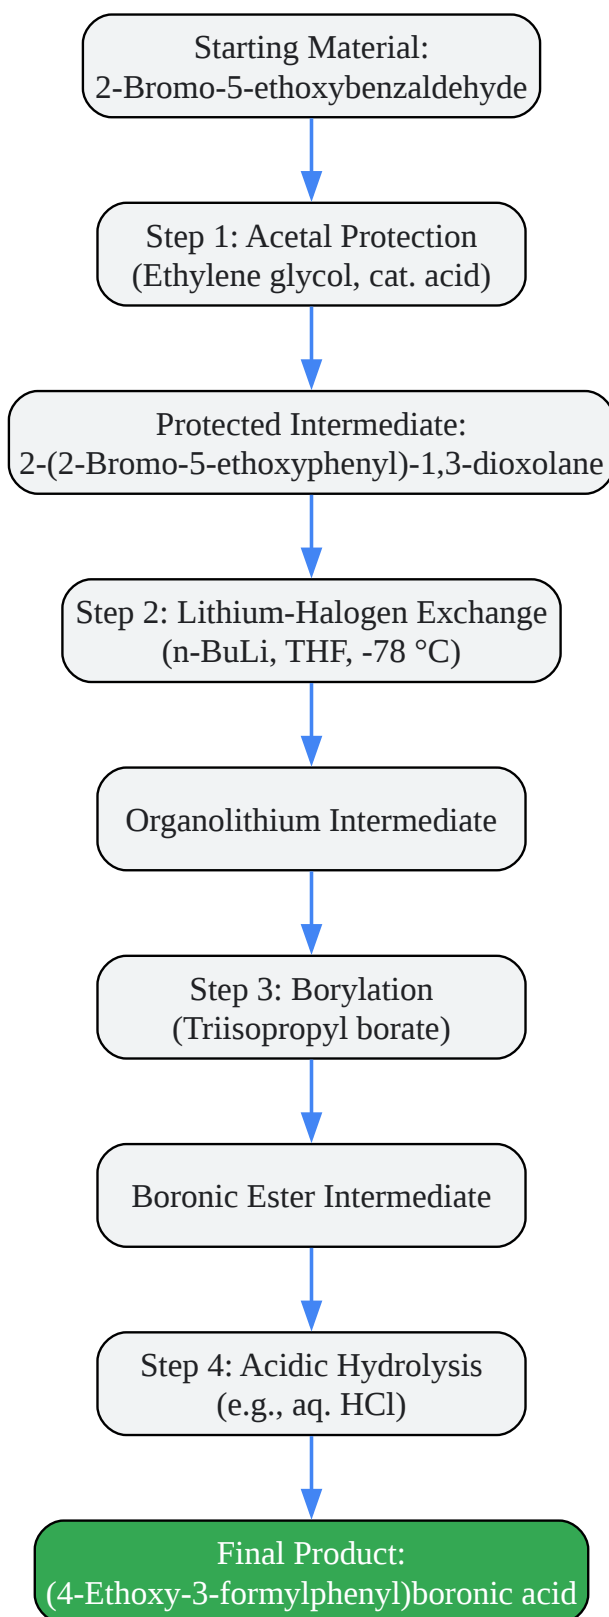 Starting Material:
2-Bromo-5-ethoxybenzaldehyde
Step 1: Acetal Protection
(Ethylene glycol, cat. acid)
Protected Intermediate:
2-(2-Bromo-5-ethoxyphenyl)-1,3-dioxolane
Step 2: Lithium-Halogen Exchange
(n-BuLi, THF, -78 °C)
Organolithium Intermediate
Step 3: Borylation
(Triisopropyl borate)
Boronic Ester Intermediate
Step 4: Acidic Hydrolysis
(e.g., aq. HCl)
Final Product:
(4-Ethoxy-3-formylphenyl)boronic acid